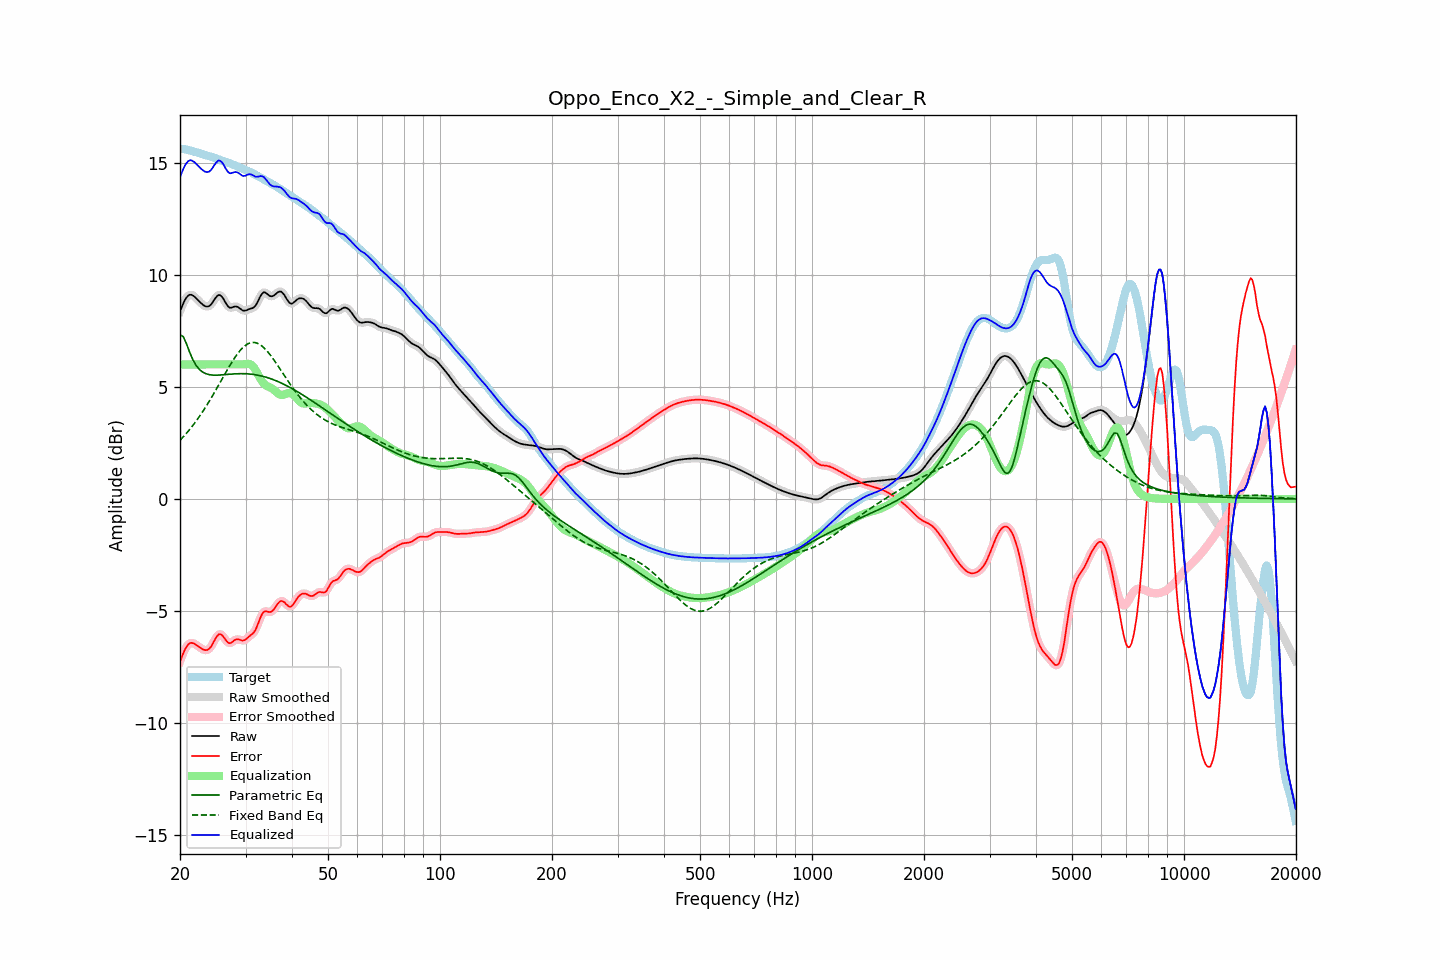 Oppo_Enco_X2_-_Simple_and_Clear_R
Amplitude (dBr)
15
10
5
0
−5
−10
−15
Target
Raw Smoothed
Error Smoothed
Raw
Error
Equalization
Parametric Eq
Fixed Band Eq
Equalized
20 50 100 200 500 1000 2000 5000 10000 20000
Frequency (Hz)